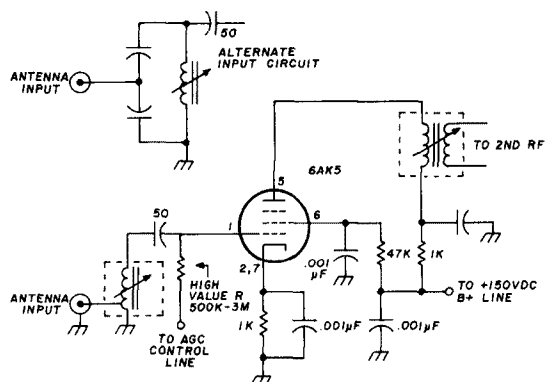 50
ALTERNATE
INPUT CIRCUIT
ANTENNA
INPUT
6AK5
5
TO 2ND RF
50
1
6
2,7
.001
µF
47K
1K
HIGH
VALUE R
500K-3M
ANTENNA
INPUT
TO +150VDC
B+ LINE
1K
.001µF
.001µF
TO AGC
CONTROL
LINE